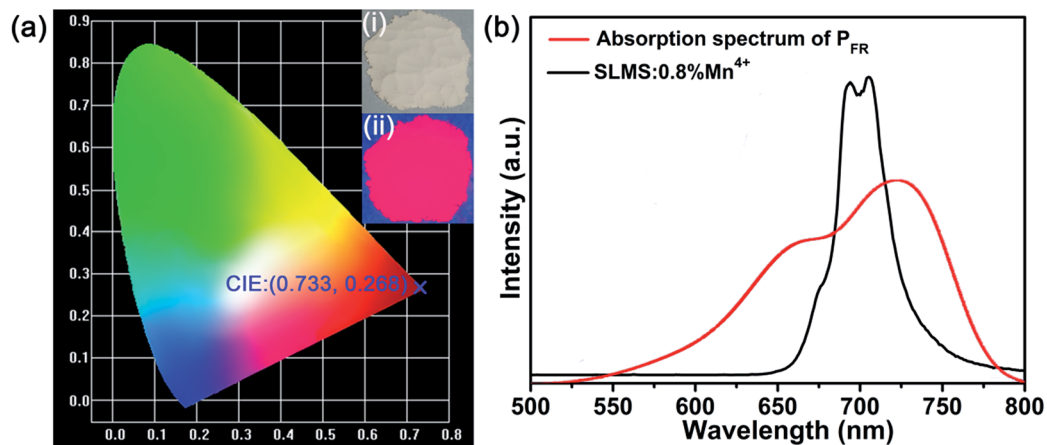 (a)
0.9
0.8
0.7
0.6
0.5
0.4
0.3
0.2
0.1
0.0
0.0 0.1 0.2 0.3 0.4 0.5 0.6 0.7 0.8
CIE:(0.733, 0.268)
(i)
(ii)
(b)
Absorption spectrum of PFR
SLMS:0.8%Mn4+
Intensity (a.u.)
500 550 600 650 700 750 800
Wavelength (nm)